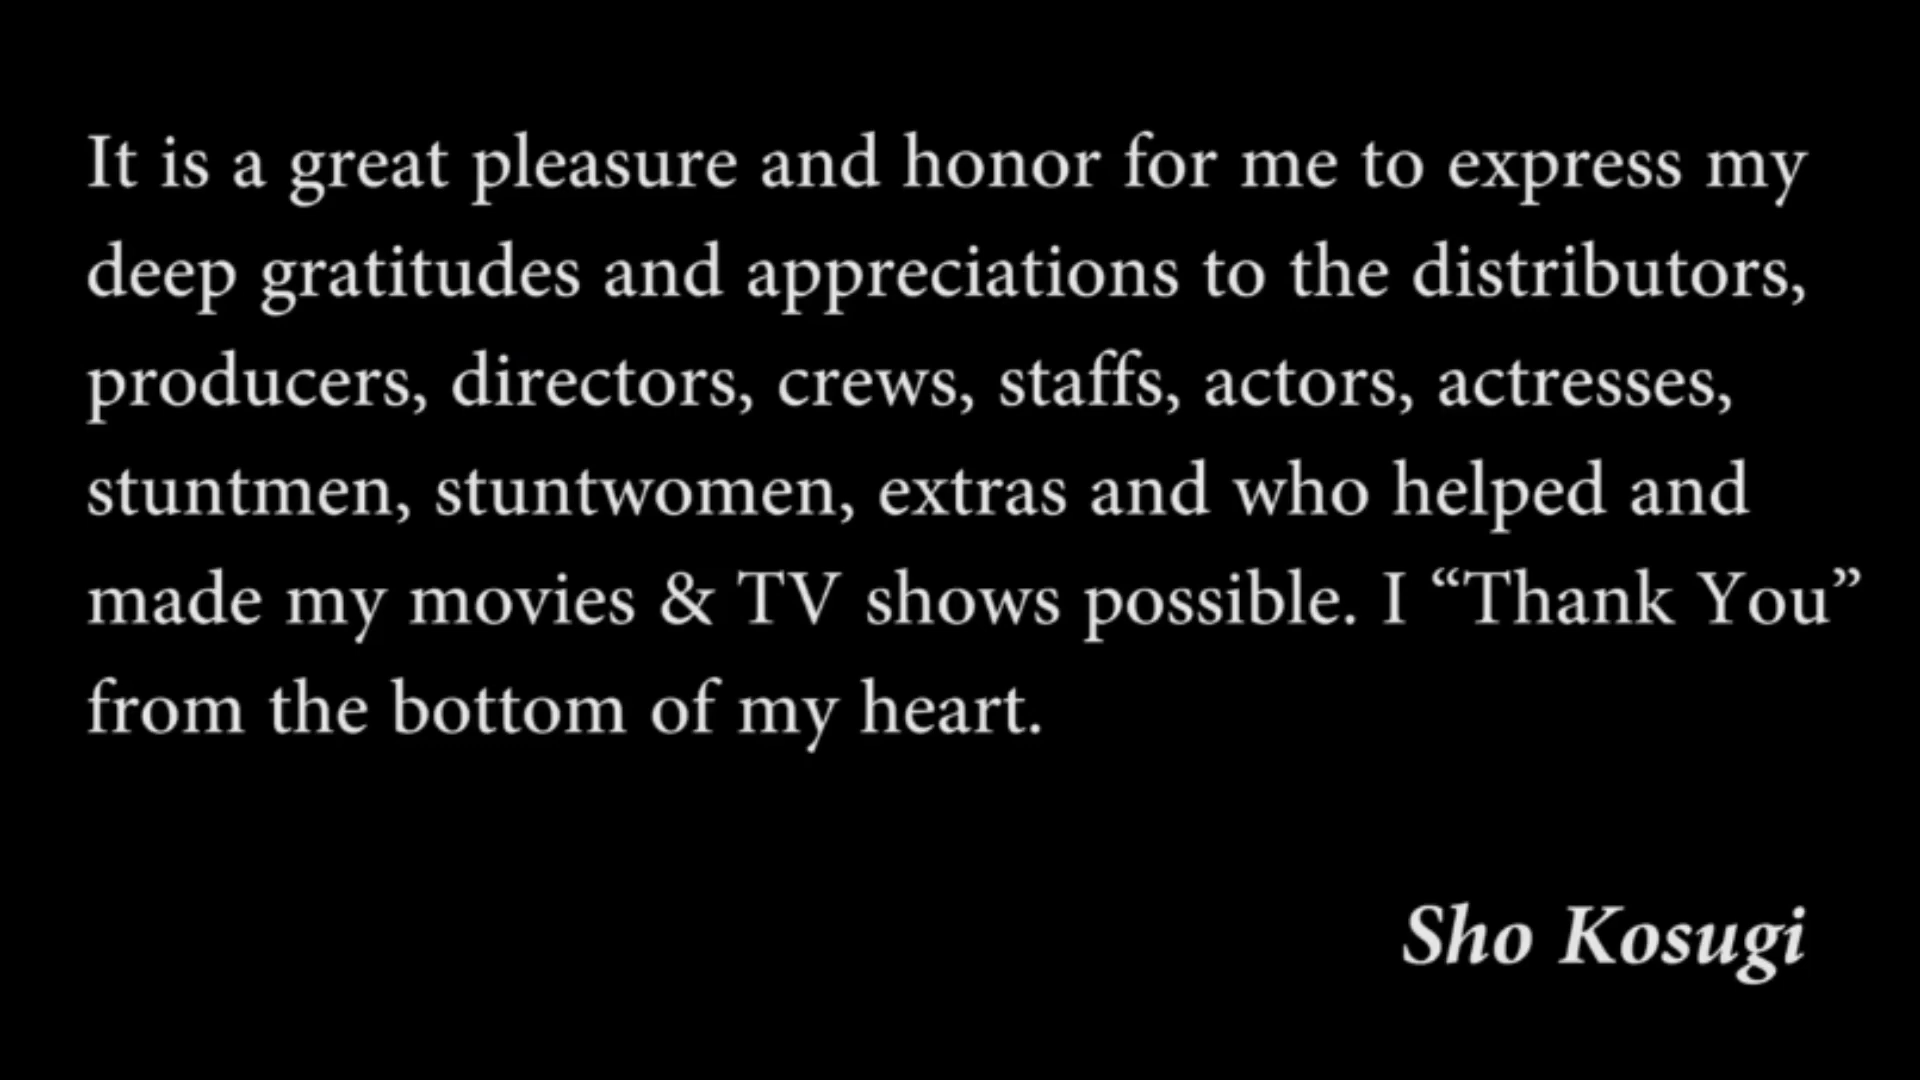 It is a great pleasure and honor for me to express my
deep gratitudes and appreciations to the distributors,
producers, directors, crews, staffs, actors, actresses,
stuntmen, stuntwomen, extras and who helped and
made my movies & TV shows possible. I “Thank You”
from the bottom of my heart.
Sho Kosugi